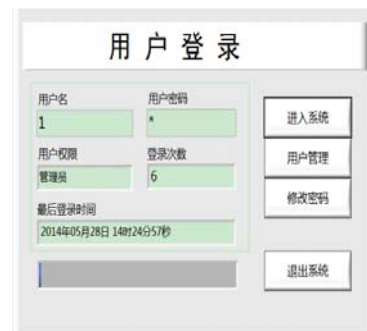 用户登录
用户名 用户密码
1 *
进入系统
用户权限 登录次数
管理员 6
用户管理
修改密码
最后登录时间
2014年05月28日 14时24分57秒
退出系统